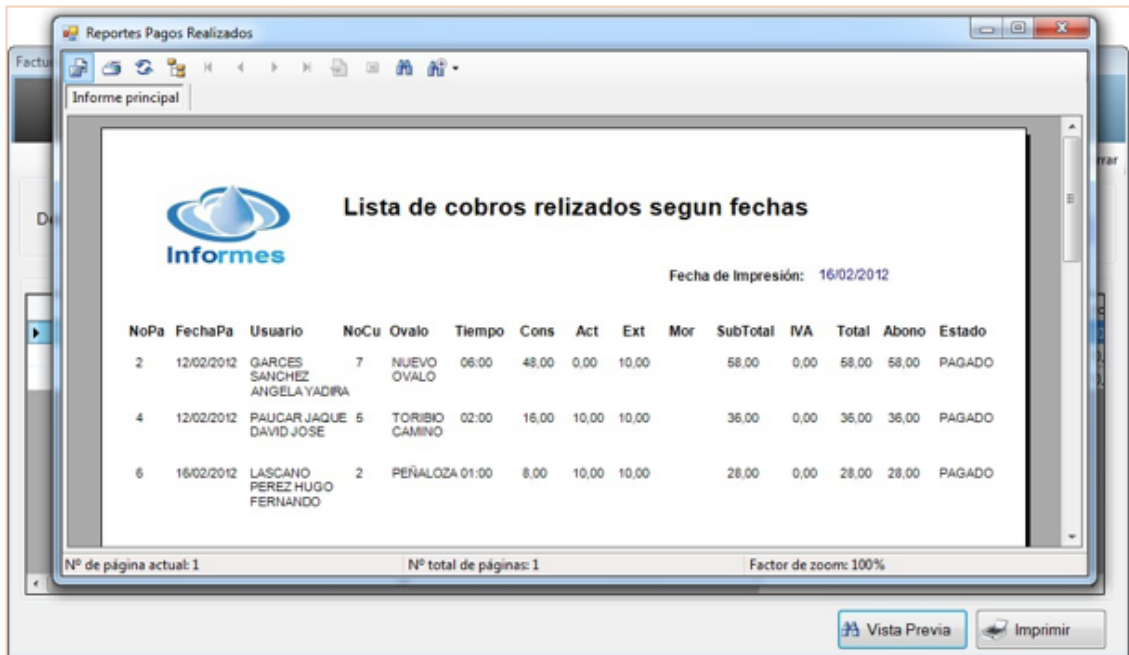 Reportes Pagos Realizados
Factu
Informe principal
rrar
De
Lista de cobros relizados segun fechas
Informes
Fecha de Impresión: 16/02/2012
NoPa FechaPa Usuario NoCu Ovalo Tiempo Cons Act Ext Mor SubTotal IVA Total Abono Estado
2 12/02/2012 GARCES 7 NUEVO 06:00 48,00 0,00 10,00 58,00 0,00 58,00 58,00 PAGADO
SANCHEZ OVALO
ANGELA YADIRA
4 12/02/2012 PAUCAR JAQUE 5 TORIBIO 02:00 16,00 10,00 10,00 36,00 0,00 36,00 36,00 PAGADO
DAVID JOSE CAMINO
6 16/02/2012 LASCANO 2 PEÑALOZA 01:00 8,00 10,00 10,00 28,00 0,00 28,00 28,00 PAGADO
PEREZ HUGO
FERNANDO
Nº de página actual: 1 Nº total de páginas: 1 Factor de zoom: 100%
Vista Previa Imprimir